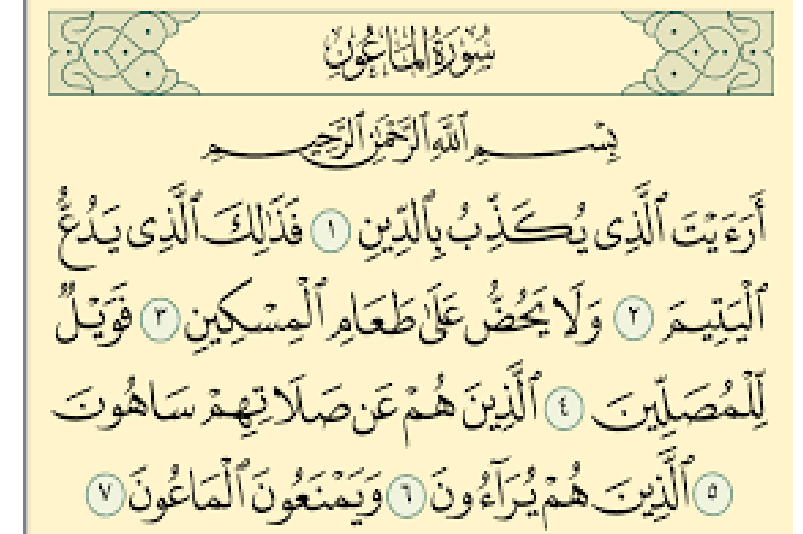 سُورَةُ الْمَاعُونِ
بِسْمِ ٱللَّهِ ٱلرَّحْمَٰنِ ٱلرَّحِيمِ
أَرَءَيْتَ ٱلَّذِى يُكَذِّبُ بِٱلدِّينِ ١ فَذَٰلِكَ ٱلَّذِى يَدُعُّ
ٱلْيَتِيمَ ٢ وَلَا يَحُضُّ عَلَىٰ طَعَامِ ٱلْمِسْكِينِ ٣ فَوَيْلٌ
لِّلْمُصَلِّينَ ٤ ٱلَّذِينَ هُمْ عَن صَلَاتِهِمْ سَاهُونَ
٥ ٱلَّذِينَ هُمْ يُرَآءُونَ ٦ وَيَمْنَعُونَ ٱلْمَاعُونَ ٧